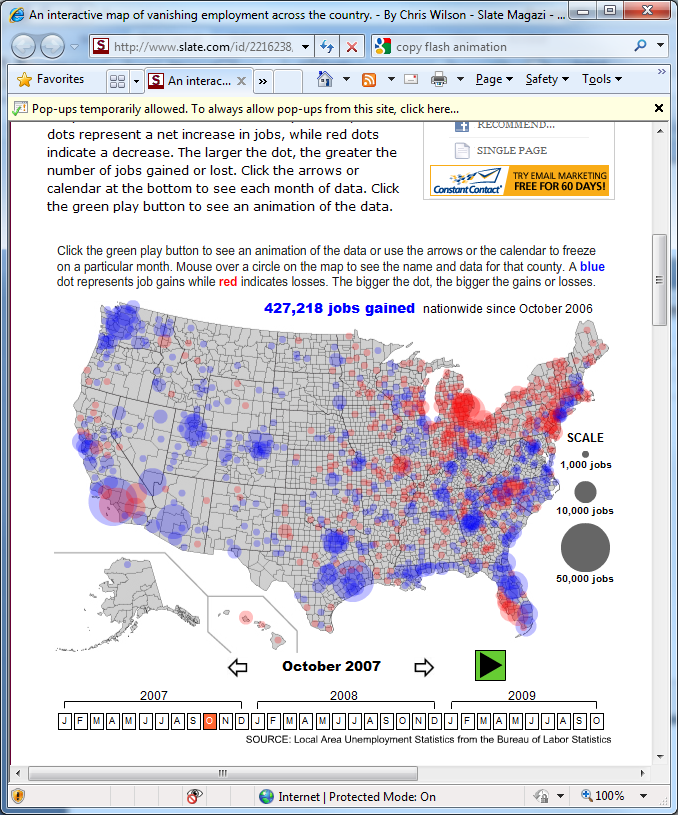 An interactive map of vanishing employment across the country. - By Chris Wilson - Slate Magazi - ...
http://www.slate.com/id/2216238,
copy flash animation
Favorites
An interac...
Page
Safety
Tools
Pop-ups temporarily allowed. To always allow pop-ups from this site, click here...
dots represent a net increase in jobs, while red dots
indicate a decrease. The larger the dot, the greater the
number of jobs gained or lost. Click the arrows or
calendar at the bottom to see each month of data. Click
the green play button to see an animation of the data.
RECOMMEND...
SINGLE PAGE
Constant Contact
TRY EMAIL MARKETING
FREE FOR 60 DAYS!
Click the green play button to see an animation of the data or use the arrows or the calendar to freeze
on a particular month. Mouse over a circle on the map to see the name and data for that county. A blue
dot represents job gains while red indicates losses. The bigger the dot, the bigger the gains or losses.
427,218 jobs gained nationwide since October 2006
SCALE
1,000 jobs
10,000 jobs
50,000 jobs
October 2007
2007 2008 2009
J F M A M J J A S O N D J F M A M J J A S O N D J F M A M J J A S O
SOURCE: Local Area Unemployment Statistics from the Bureau of Labor Statistics
Internet | Protected Mode: On
100%